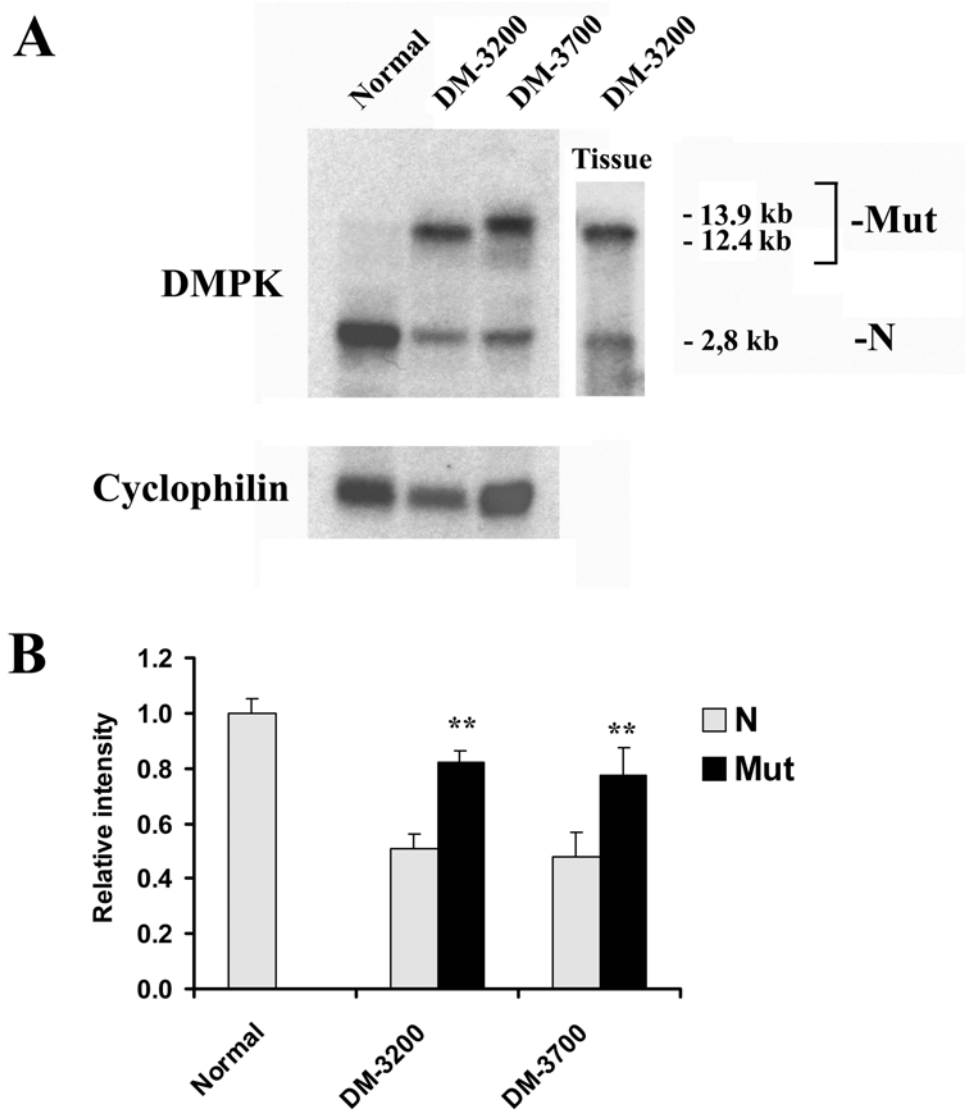 A
Normal
DM-3200
DM-3700
DM-3200
Tissue
- 13.9 kb
- 12.4 kb
-Mut
DMPK
- 2,8 kb
-N
Cyclophilin
B
1.2
1.0
0.8
0.6
0.4
0.2
0.0
Relative intensity
**
**
N
Mut
Normal
DM-3200
DM-3700